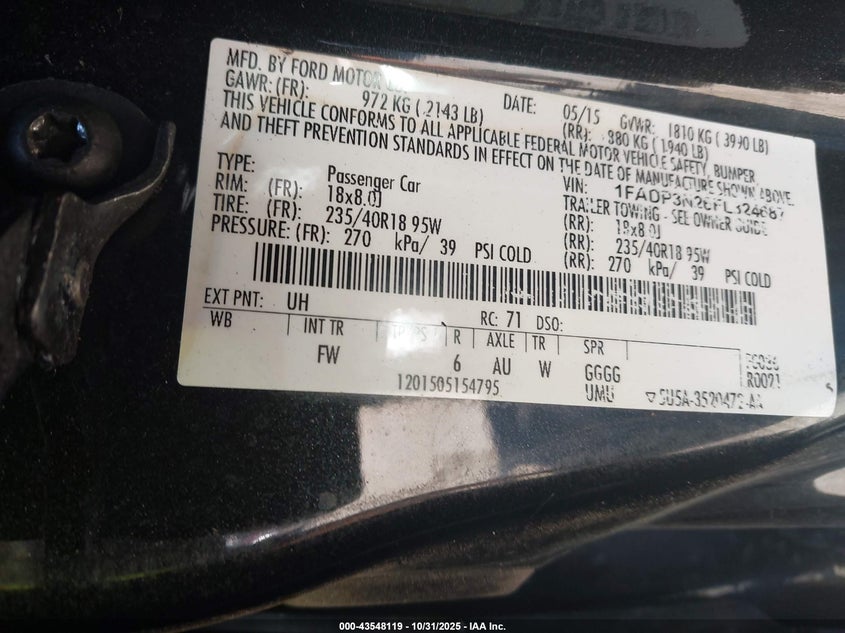 MFD. BY FORD MOTOR
DATE: 05/15 GVWR: 1810 KG ( 3990 LB)
GAWR: (FR): 972 KG ( 2143 LB) (RR): 880 KG ( 1940 LB)
THIS VEHICLE CONFORMS TO ALL APPLICABLE FEDERAL MOTOR VEHICLE SAFETY, BUMPER,
AND THEFT PREVENTION STANDARDS IN EFFECT ON THE DATE OF MANUFACTURE SHOWN ABOVE.
VIN:
TYPE: Passenger Car TRAILER TOWING - SEE OWNER GUIDE
RIM: (FR): 18x8.0J (RR): 18x8.0J
TIRE: (FR): 235/40R18 95W (RR): 235/40R18 95W
PRESSURE: (FR): 270 kPa/ 39 PSI COLD (RR): 270 kPa/ 39 PSI COLD
EXT PNT: UH RC: 71 DSO:
WB INT TR R AXLE TR SPR
FW 6 AU W GGGG
UMU
1201505154795
000-43548119 - 10/31/2025 - IAA Inc.